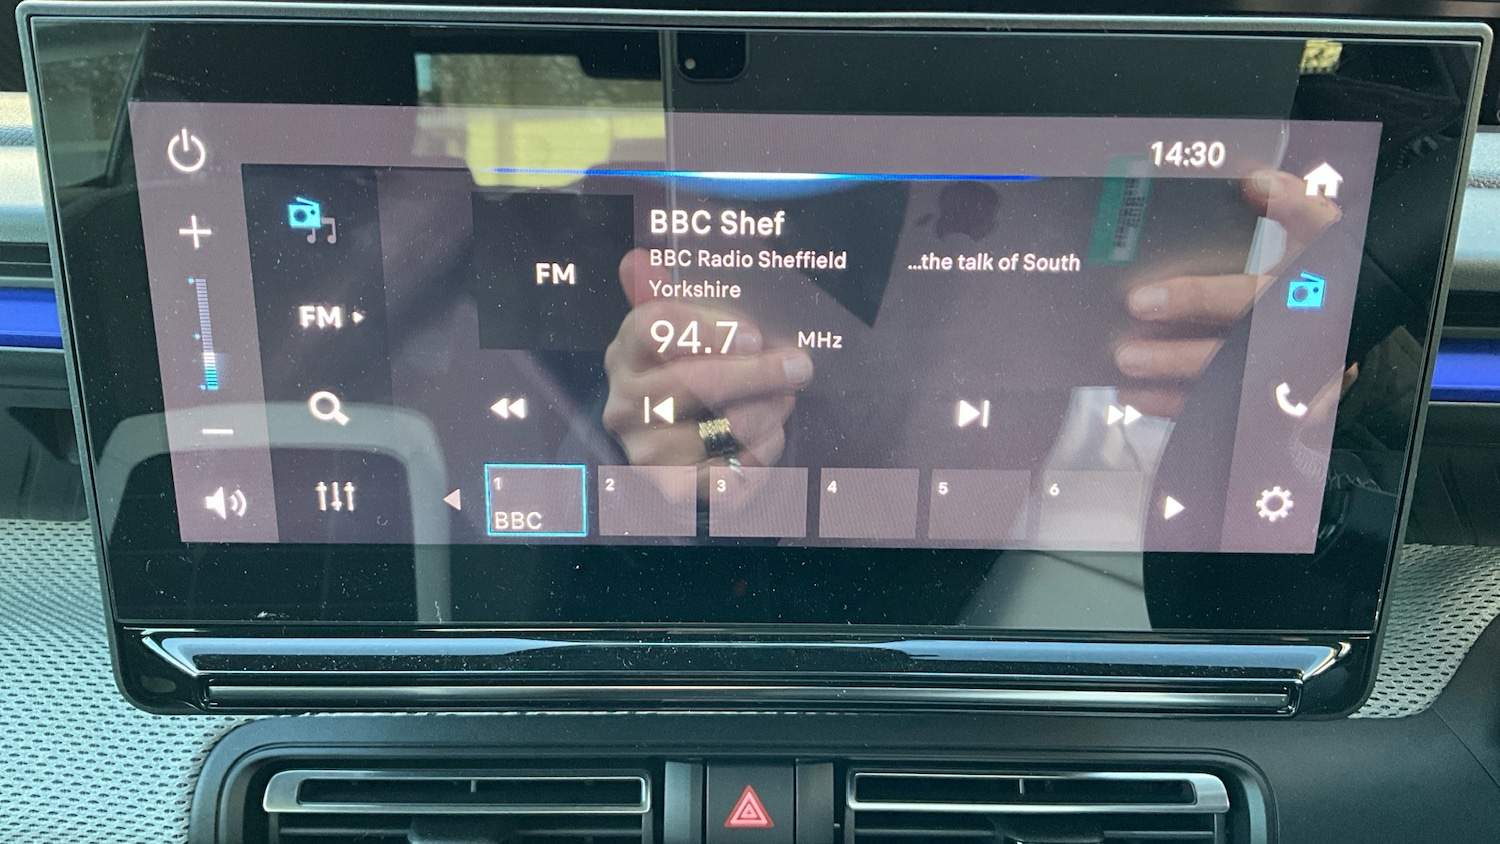 14:30
BBC Shef
BBC Radio Sheffield
...the talk of South
Yorkshire
FM
94.7 MHz
FM
1
BBC
2
3
4
5
6